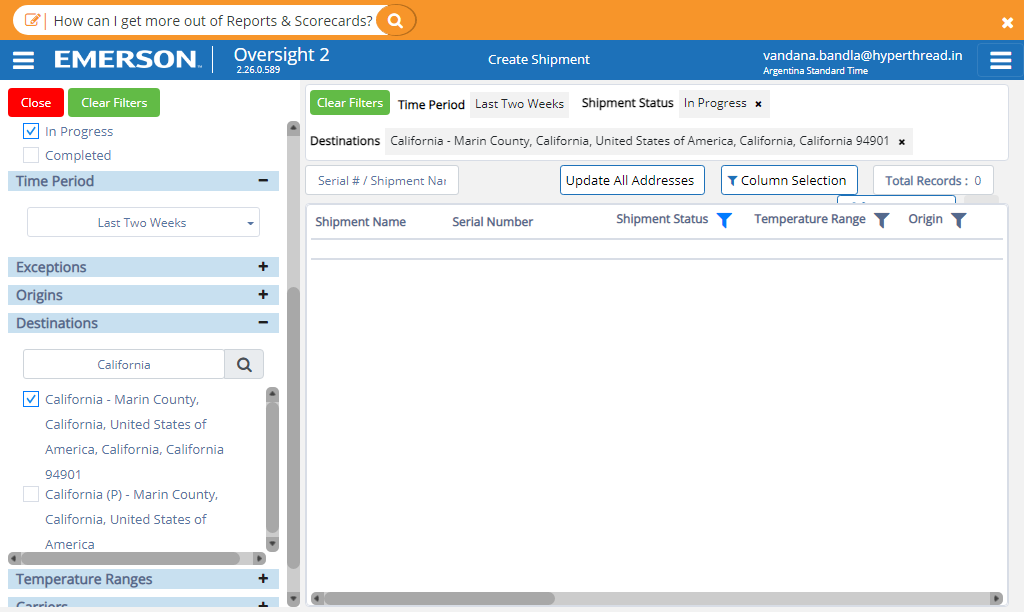 How can I get more out of Reports & Scorecards?
EMERSON
Oversight 2
2.26.0.589
Create Shipment
vandana.bandla@hyperthread.in
Argentina Standard Time
Close
Clear Filters
In Progress
Completed
Time Period
Last Two Weeks
Exceptions
Origins
Destinations
California
California - Marin County,
California, United States of
America, California, California
94901
California (P) - Marin County,
California, United States of
America
Temperature Ranges
Carriers
Clear Filters
Time Period
Last Two Weeks
Shipment Status
In Progress
Destinations
California - Marin County, California, United States of America, California, California 94901
Serial # / Shipment Nar
Update All Addresses
Column Selection
Total Records : 0
Shipment Name
Serial Number
Shipment Status
Temperature Range
Origin